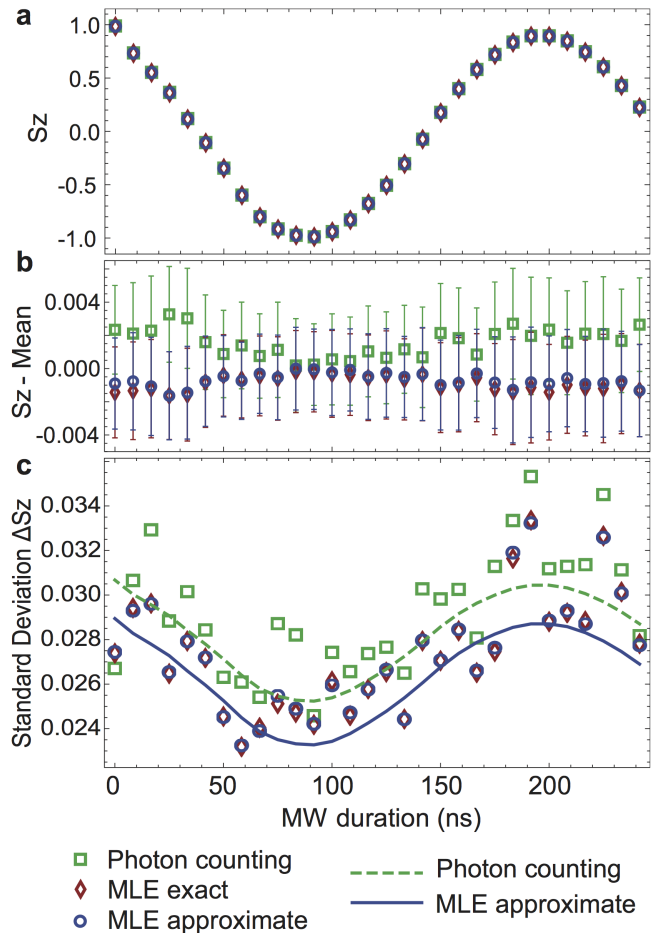 a
1.0
0.5
0.0
-0.5
-1.0
Sz
b
0.004
0.000
-0.004
Sz - Mean
c
0.034
0.032
0.030
0.028
0.026
0.024
Standard Deviation ΔSz
0
50
100
150
200
MW duration (ns)
Photon counting
MLE exact
MLE approximate
Photon counting
MLE approximate